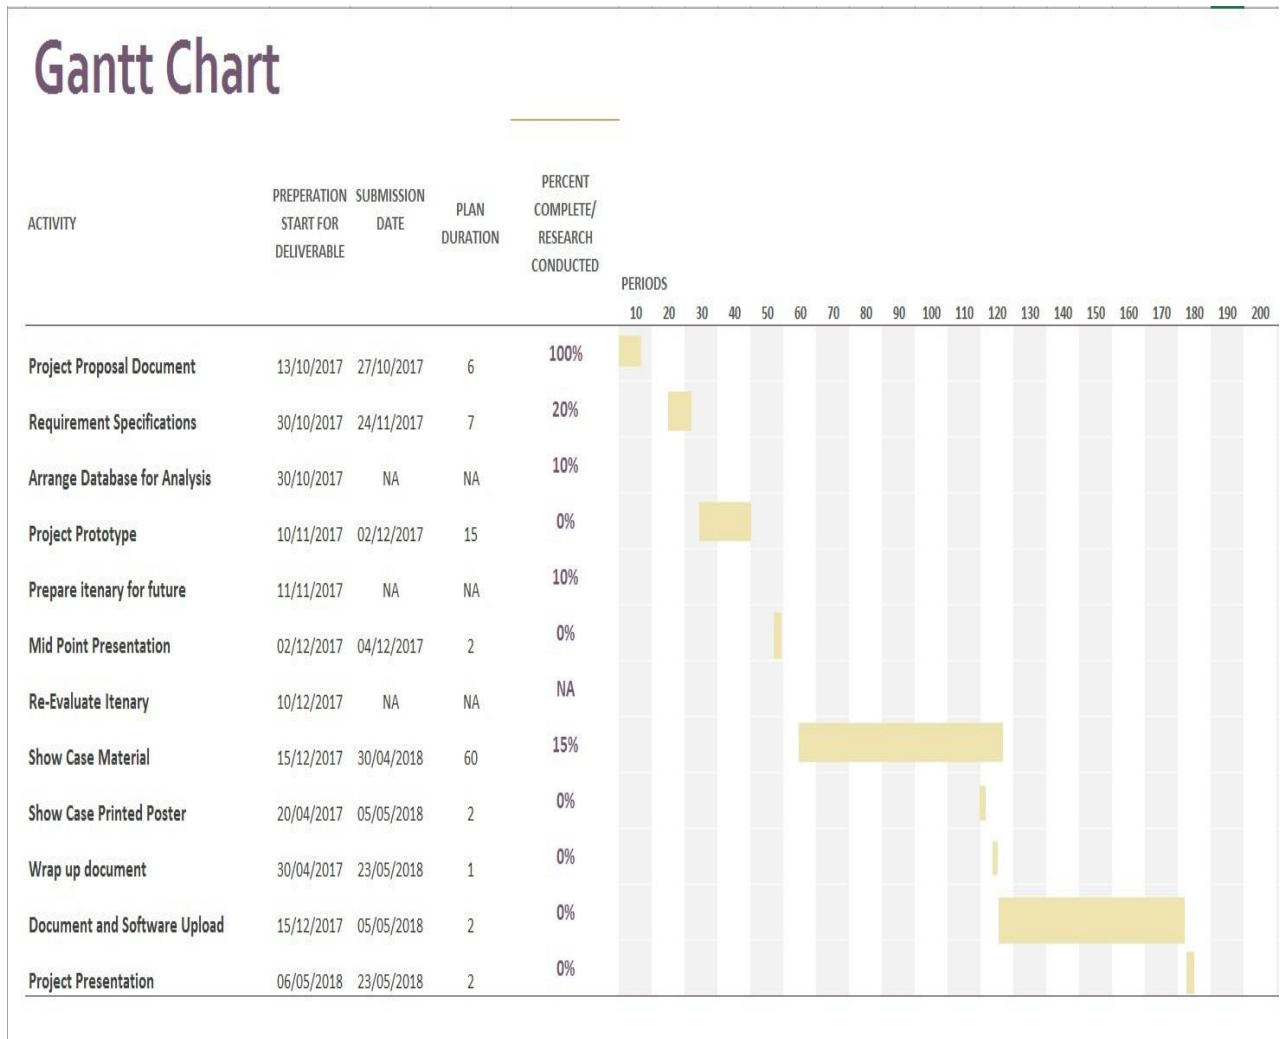 Gantt Chart
ACTIVITY
PREPERATION
START FOR
DELIVERABLE
SUBMISSION
DATE
PLAN
DURATION
PERCENT
COMPLETE/
RESEARCH
CONDUCTED
PERIODS
10 20 30 40 50 60 70 80 90 100 110 120 130 140 150 160 170 180 190 200
Project Proposal Document 13/10/2017 27/10/2017 6 100%
Requirement Specifications 30/10/2017 24/11/2017 7 20%
Arrange Database for Analysis 30/10/2017 NA NA 10%
Project Prototype 10/11/2017 02/12/2017 15 0%
Prepare itenary for future 11/11/2017 NA NA 10%
Mid Point Presentation 02/12/2017 04/12/2017 2 0%
Re-Evaluate Itenary 10/12/2017 NA NA NA
Show Case Material 15/12/2017 30/04/2018 60 15%
Show Case Printed Poster 20/04/2017 05/05/2018 2 0%
Wrap up document 30/04/2017 23/05/2018 1 0%
Document and Software Upload 15/12/2017 05/05/2018 2 0%
Project Presentation 06/05/2018 23/05/2018 2 0%